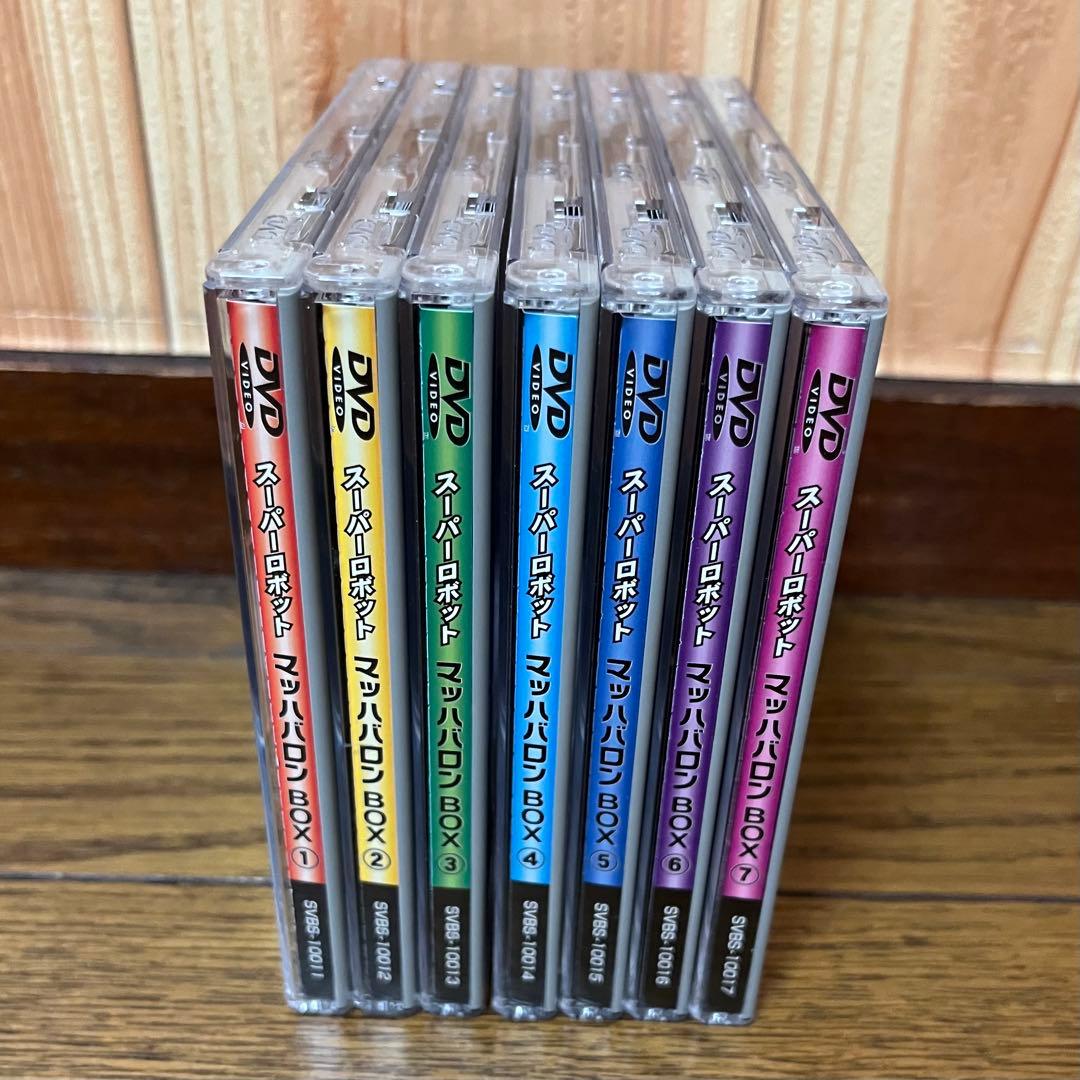 DVD VIDEO スーパーロボット マッハバロン BOX ① SVBS-10011
DVD VIDEO スーパーロボット マッハバロン BOX ② SVBS-10012
DVD VIDEO スーパーロボット マッハバロン BOX ③ SVBS-10013
DVD VIDEO スーパーロボット マッハバロン BOX ④ SVBS-10014
DVD VIDEO スーパーロボット マッハバロン BOX ⑤ SVBS-10015
DVD VIDEO スーパーロボット マッハバロン BOX ⑥ SVBS-10016
DVD VIDEO スーパーロボット マッハバロン BOX ⑦ SVBS-10017